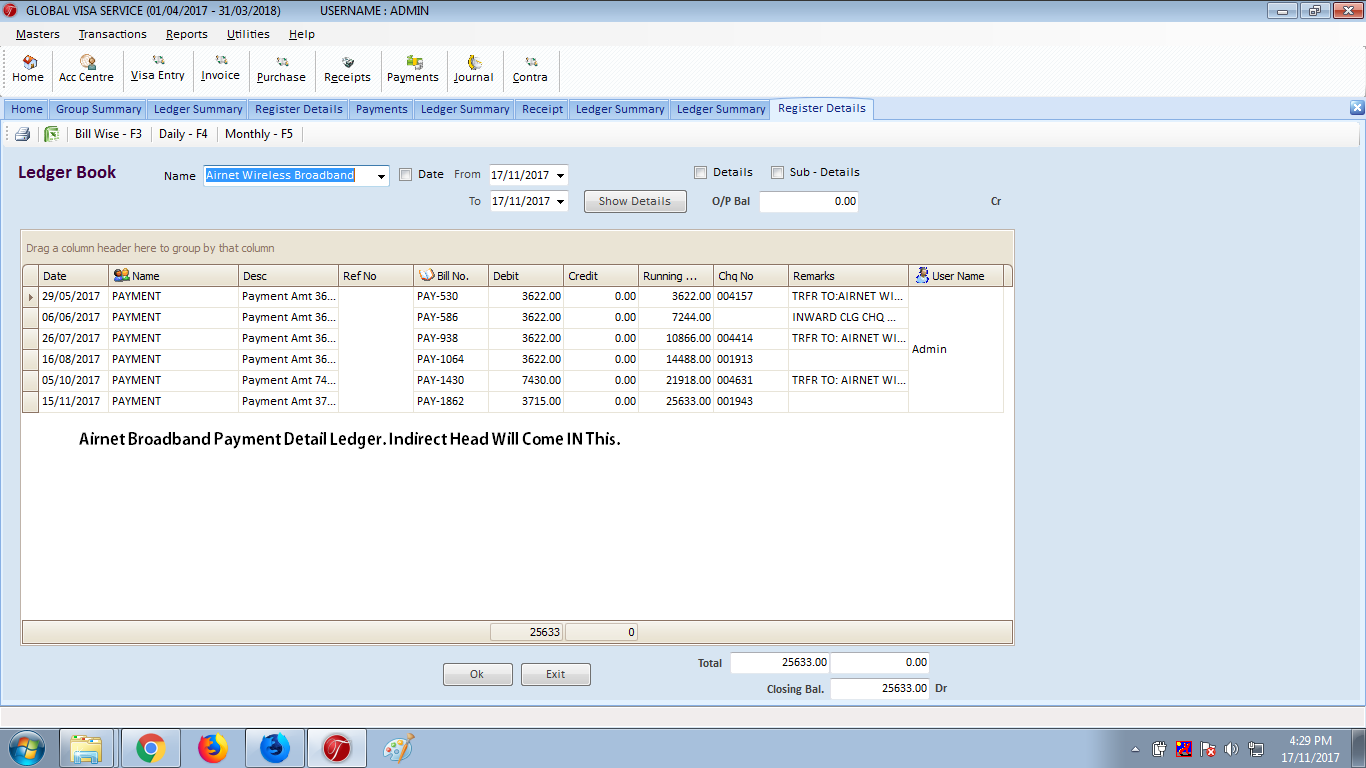 GLOBAL VISA SERVICE (01/04/2017 - 31/03/2018) USERNAME : ADMIN
Masters Transactions Reports Utilities Help
Home Acc Centre Visa Entry Invoice Purchase Receipts Payments Journal Contra
Home Group Summary Ledger Summary Register Details Payments Ledger Summary Receipt Ledger Summary Ledger Summary Register Details
Bill Wise - F3 Daily - F4 Monthly - F5
Ledger Book Name Airnet Wireless Broadband Date From 17/11/2017 Details Sub - Details
To 17/11/2017 Show Details O/P Bal 0.00 Cr
Drag a column header here to group by that column
Date Name Desc Ref No Bill No. Debit Credit Running ... Chq No Remarks User Name
29/05/2017 PAYMENT Payment Amt 36... PAY-530 3622.00 0.00 3622.00 004157 TRFR TO:AIRNET WI...
06/06/2017 PAYMENT Payment Amt 36... PAY-586 3622.00 0.00 7244.00 INWARD CLG CHQ ...
26/07/2017 PAYMENT Payment Amt 36... PAY-938 3622.00 0.00 10866.00 004414 TRFR TO: AIRNET WI...
Admin
16/08/2017 PAYMENT Payment Amt 36... PAY-1064 3622.00 0.00 14488.00 001913
05/10/2017 PAYMENT Payment Amt 74... PAY-1430 7430.00 0.00 21918.00 004631 TRFR TO: AIRNET WI...
15/11/2017 PAYMENT Payment Amt 37... PAY-1862 3715.00 0.00 25633.00 001943
Airnet Broadband Payment Detail Ledger. Indirect Head Will Come IN This.
25633 0
Ok Exit Total 25633.00 0.00
Closing Bal. 25633.00 Dr
4:29 PM
17/11/2017